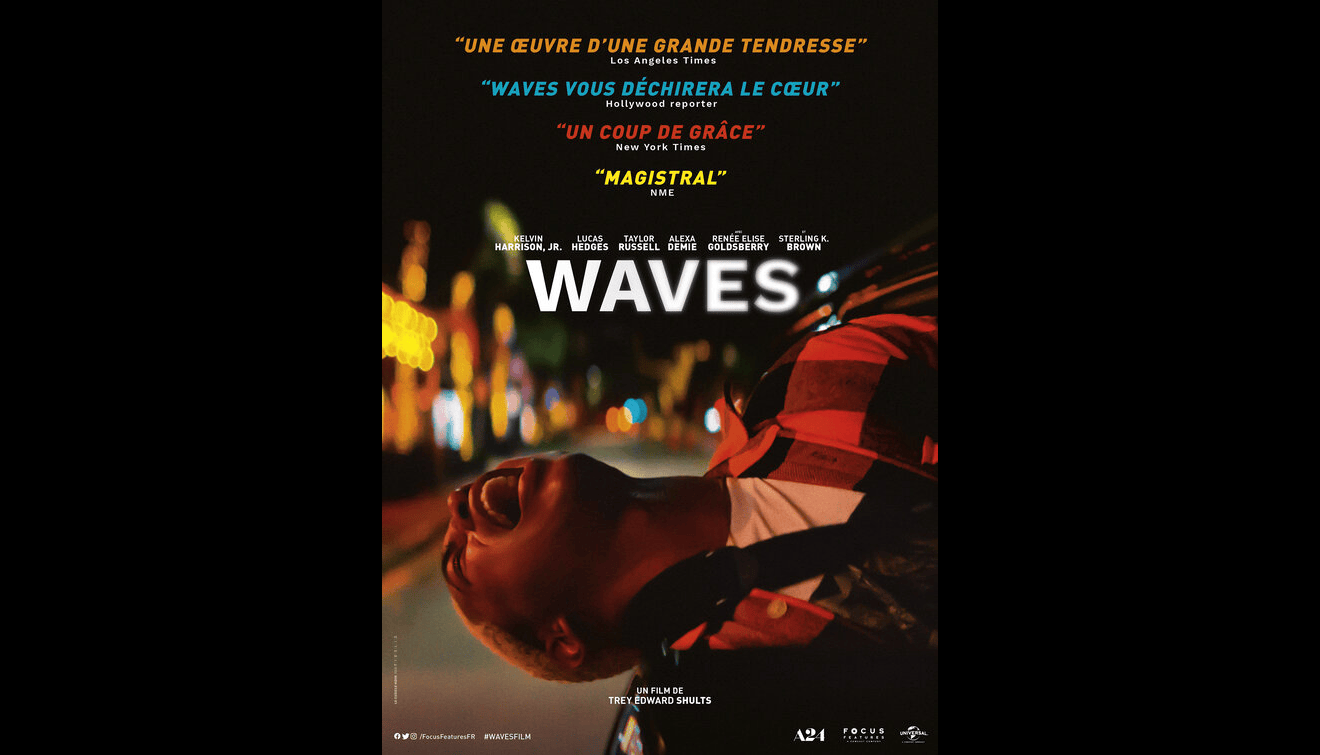 “UNE ŒUVRE D’UNE GRANDE TENDRESSE”
Los Angeles Times
“WAVES VOUS DÉCHIRERA LE CŒUR”
Hollywood reporter
“UN COUP DE GRÂCE”
New York Times
“MAGISTRAL”
NME
KELVIN HARRISON, JR. LUCAS HEDGES TAYLOR RUSSELL ALEXA DEMIE AVEC RENÉE ELISE GOLDSBERRY ET STERLING K. BROWN
WAVES
UN FILM DE
TREY EDWARD SHULTS
/FocusFeaturesFR #WAVESFILM
A24 FOCUS FEATURES UNIVERSAL